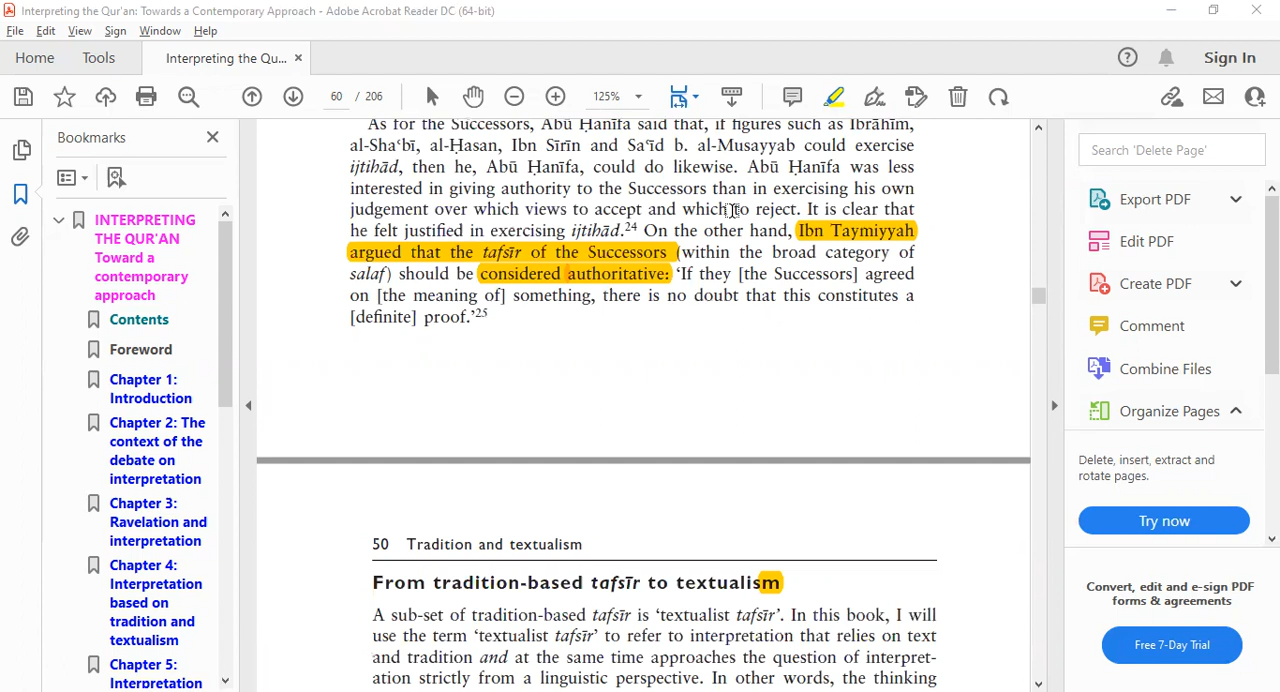 Interpreting the Qur'an: Towards a Contemporary Approach - Adobe Acrobat Reader DC (64-bit)
File Edit View Sign Window Help
Home Tools Interpreting the Qu... × Sign In
60 / 206 125%
Bookmarks
INTERPRETING
THE QUR'AN
Toward a
contemporary
approach
Contents
Foreword
Chapter 1:
Introduction
Chapter 2: The
context of the
debate on
interpretation
Chapter 3:
Ravelation and
interpretation
Chapter 4:
Interpretation
based on
tradition and
textualism
Chapter 5:
Interpretation
As for the Successors, Abū Ḥanīfa said that, if figures such as Ibrāhīm,
al-Shaʿbī, al-Ḥasan, Ibn Sīrīn and Saʿīd b. al-Musayyab could exercise
ijtihād, then he, Abū Ḥanīfa, could do likewise. Abū Ḥanīfa was less
interested in giving authority to the Successors than in exercising his own
judgement over which views to accept and which to reject. It is clear that
he felt justified in exercising ijtihād.24 On the other hand, Ibn Taymiyyah
argued that the tafsīr of the Successors (within the broad category of
salaf) should be considered authoritative: ‘If they [the Successors] agreed
on [the meaning of] something, there is no doubt that this constitutes a
[definite] proof.’25
50 Tradition and textualism
From tradition-based tafsīr to textualism
A sub-set of tradition-based tafsīr is ‘textualist tafsīr’. In this book, I will
use the term ‘textualist tafsīr’ to refer to interpretation that relies on text
and tradition and at the same time approaches the question of interpret-
ation strictly from a linguistic perspective. In other words, the thinking
Search 'Delete Page'
Export PDF
Edit PDF
Create PDF
Comment
Combine Files
Organize Pages
Delete, insert, extract and
rotate pages.
Try now
Convert, edit and e-sign PDF
forms & agreements
Free 7-Day Trial